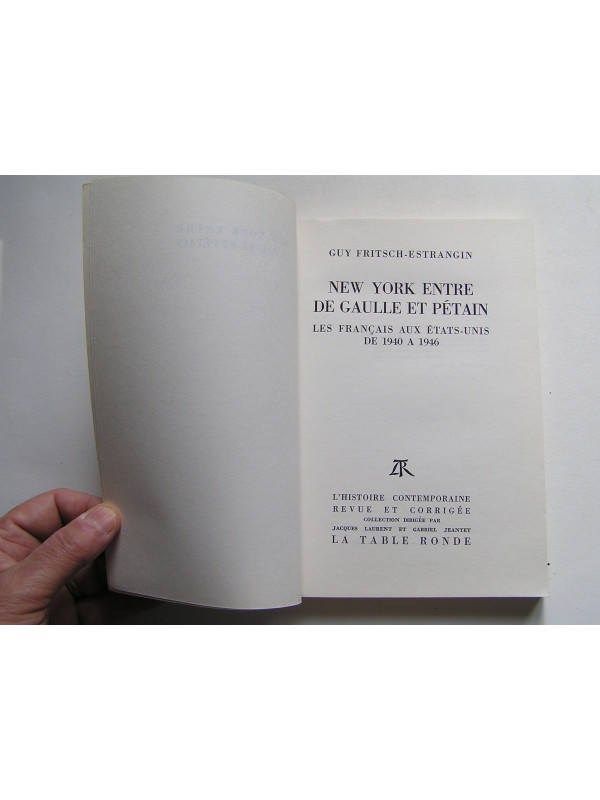 GUY FRITSCH-ESTRANGIN
NEW YORK ENTRE
DE GAULLE ET PÉTAIN
LES FRANÇAIS AUX ÉTATS-UNIS
DE 1940 A 1946
TR
L'HISTOIRE CONTEMPORAINE
REVUE ET CORRIGÉE
COLLECTION DIRIGÉE PAR
JACQUES LAURENT ET GABRIEL JEANTET
LA TABLE RONDE